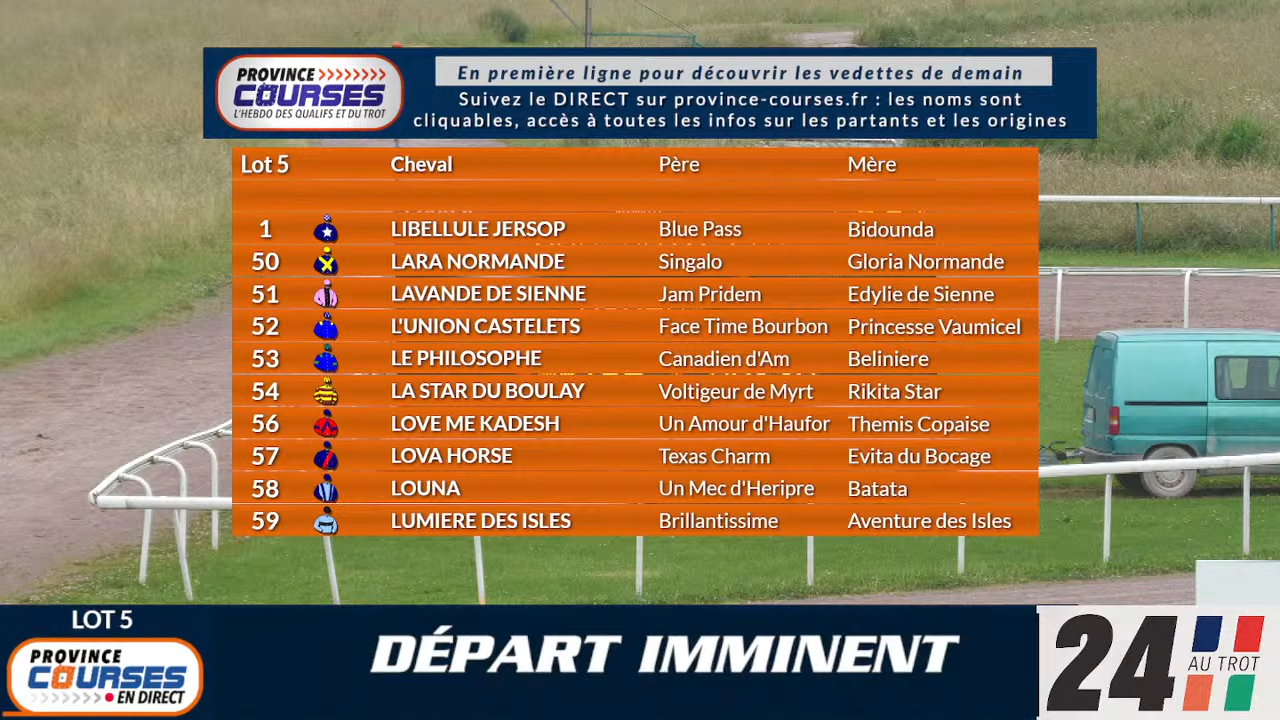 PROVINCE
COURSES
L'HEBDO DES QUALIFS ET DU TROT
En première ligne pour découvrir les vedettes de demain
Suivez le DIRECT sur province-courses.fr : les noms sont
cliquables, accès à toutes les infos sur les partants et les origines
Lot 5 Cheval Père Mère
1 LIBELLULE JERSOP Blue Pass Bidounda
50 LARA NORMANDE Singalo Gloria Normande
51 LAVANDE DE SIENNE Jam Pridem Edylie de Sienne
52 L'UNION CASTELETS Face Time Bourbon Princesse Vaumicel
53 LE PHILOSOPHE Canadien d'Am Beliniere
54 LA STAR DU BOULAY Voltigeur de Myrt Rikita Star
56 LOVE ME KADESH Un Amour d'Haufor Themis Copaise
57 LOVA HORSE Texas Charm Evita du Bocage
58 LOUNA Un Mec d'Heripre Batata
59 LUMIERE DES ISLES Brillantissime Aventure des Isles
LOT 5
PROVINCE
COURSES
EN DIRECT
DÉPART IMMINENT
24
AU TROT